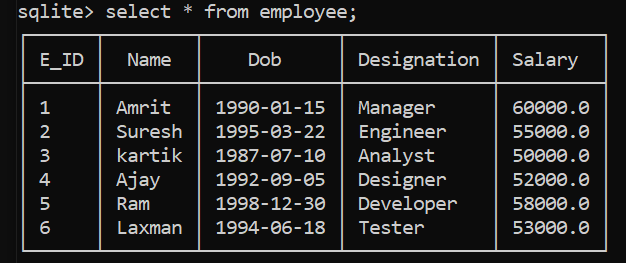 sqlite> select * from employee;
E_ID Name Dob Designation Salary
1 Amrit 1990-01-15 Manager 60000.0
2 Suresh 1995-03-22 Engineer 55000.0
3 kartik 1987-07-10 Analyst 50000.0
4 Ajay 1992-09-05 Designer 52000.0
5 Ram 1998-12-30 Developer 58000.0
6 Laxman 1994-06-18 Tester 53000.0